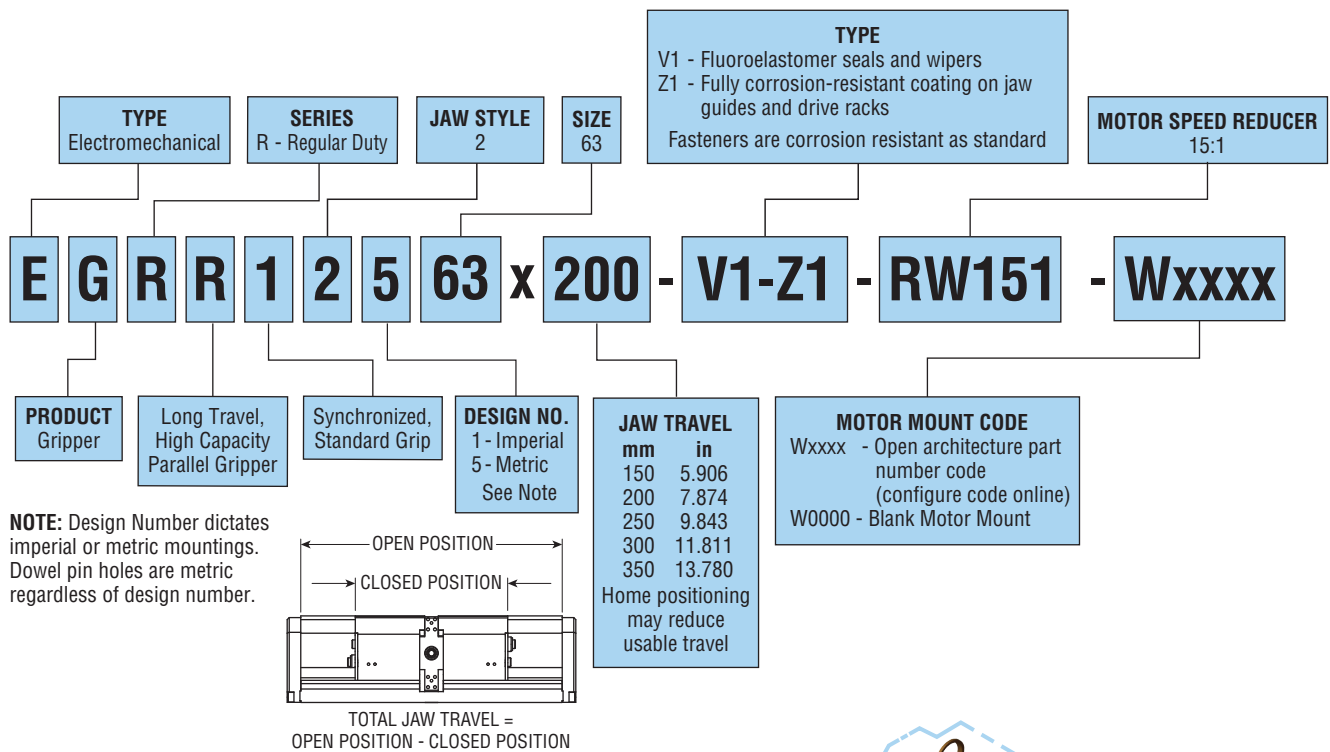 TYPE
V1 - Fluoroelastomer seals and wipers
Z1 - Fully corrosion-resistant coating on jaw
guides and drive racks
Fasteners are corrosion resistant as standard
TYPE
Electromechanical
SERIES
R - Regular Duty
JAW STYLE
2
SIZE
63
MOTOR SPEED REDUCER
15:1
E G R R 1 2 5 63 x 200 - V1-Z1 - RW151 - Wxxxx
PRODUCT
Gripper
Long Travel,
High Capacity
Parallel Gripper
Synchronized,
Standard Grip
DESIGN NO.
1 - Imperial
5 - Metric
See Note
JAW TRAVEL
mm in
150 5.906
200 7.874
250 9.843
300 11.811
350 13.780
Home positioning
may reduce
usable travel
MOTOR MOUNT CODE
Wxxxx - Open architecture part
number code
(configure code online)
W0000 - Blank Motor Mount
NOTE: Design Number dictates
imperial or metric mountings.
Dowel pin holes are metric
regardless of design number.
OPEN POSITION
CLOSED POSITION
TOTAL JAW TRAVEL =
OPEN POSITION - CLOSED POSITION